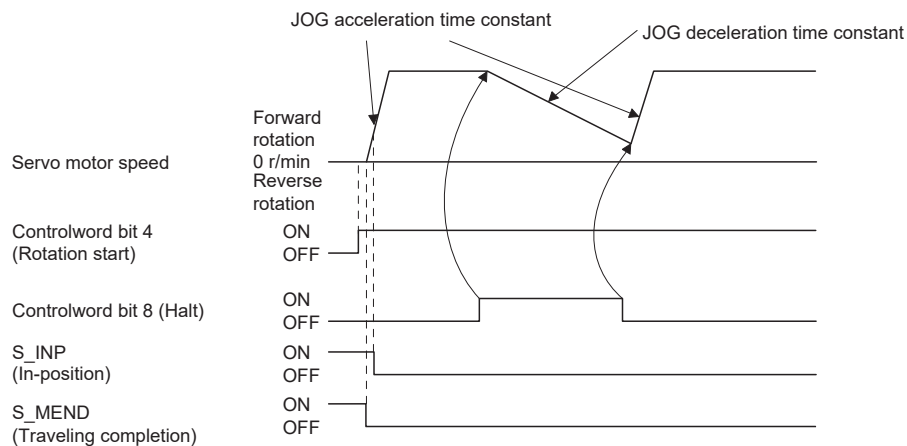 JOG acceleration time constant
JOG deceleration time constant
Forward
rotation
Servo motor speed
0 r/min
Reverse
rotation
Controlword bit 4
(Rotation start)
ON
OFF
Controlword bit 8 (Halt)
ON
OFF
S_INP
(In-position)
ON
OFF
S_MEND
(Traveling completion)
ON
OFF